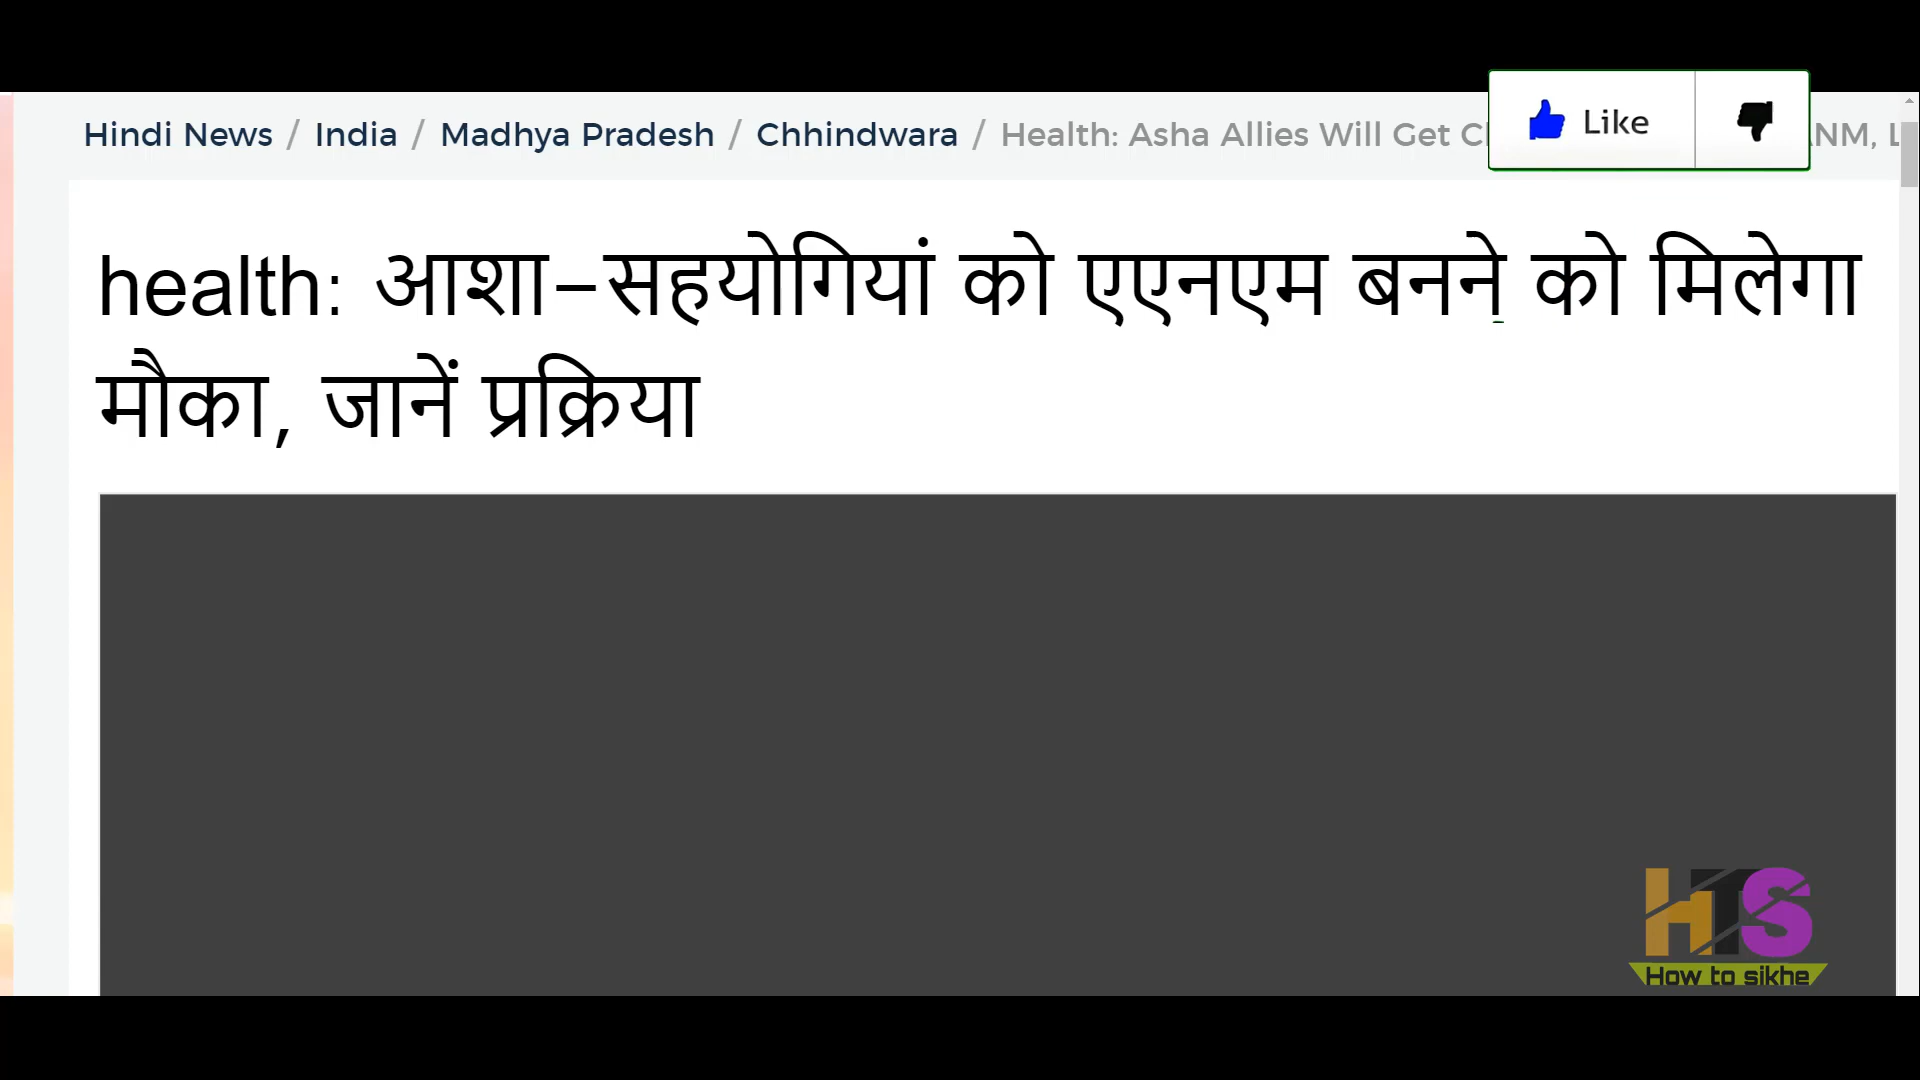 Hindi News / India / Madhya Pradesh / Chhindwara / Health: Asha Allies Will Get
Like
NM,
health: आशा-सहयोगियां को एएनएम बनने को मिलेगा
मौका, जानें प्रक्रिया
HTS
How to sikhe